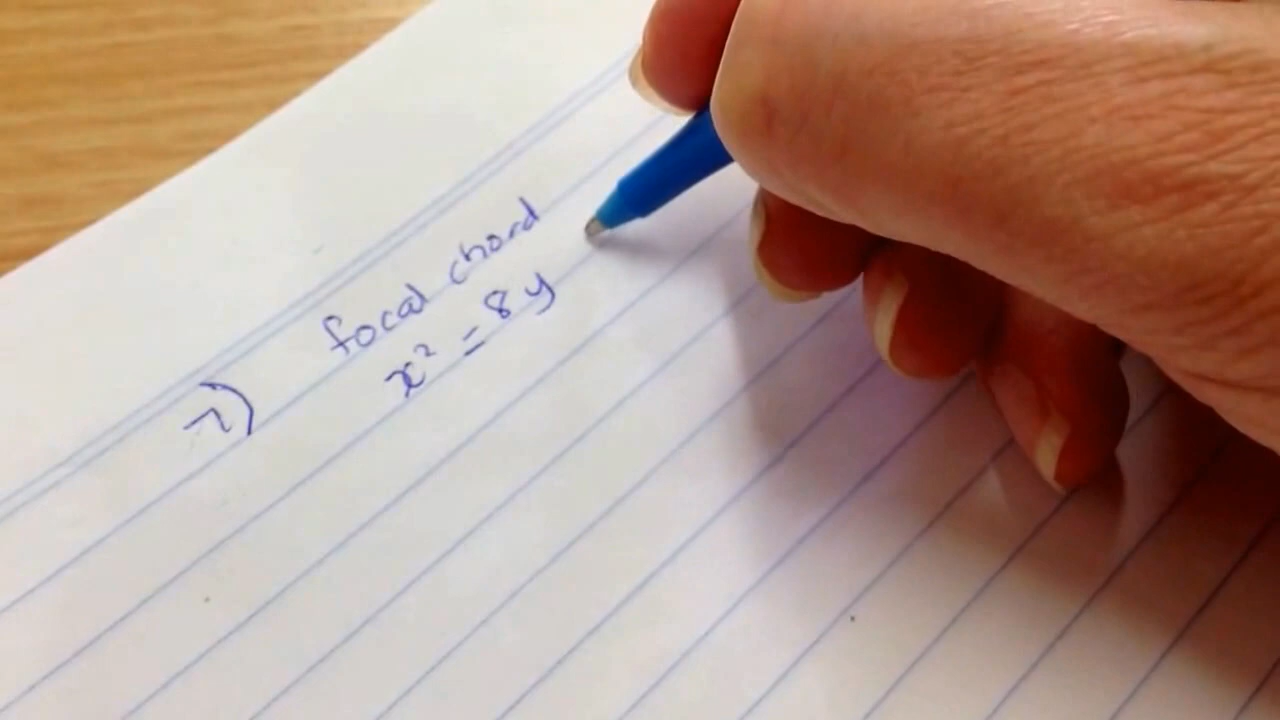 7) focal chord
x² = 8y